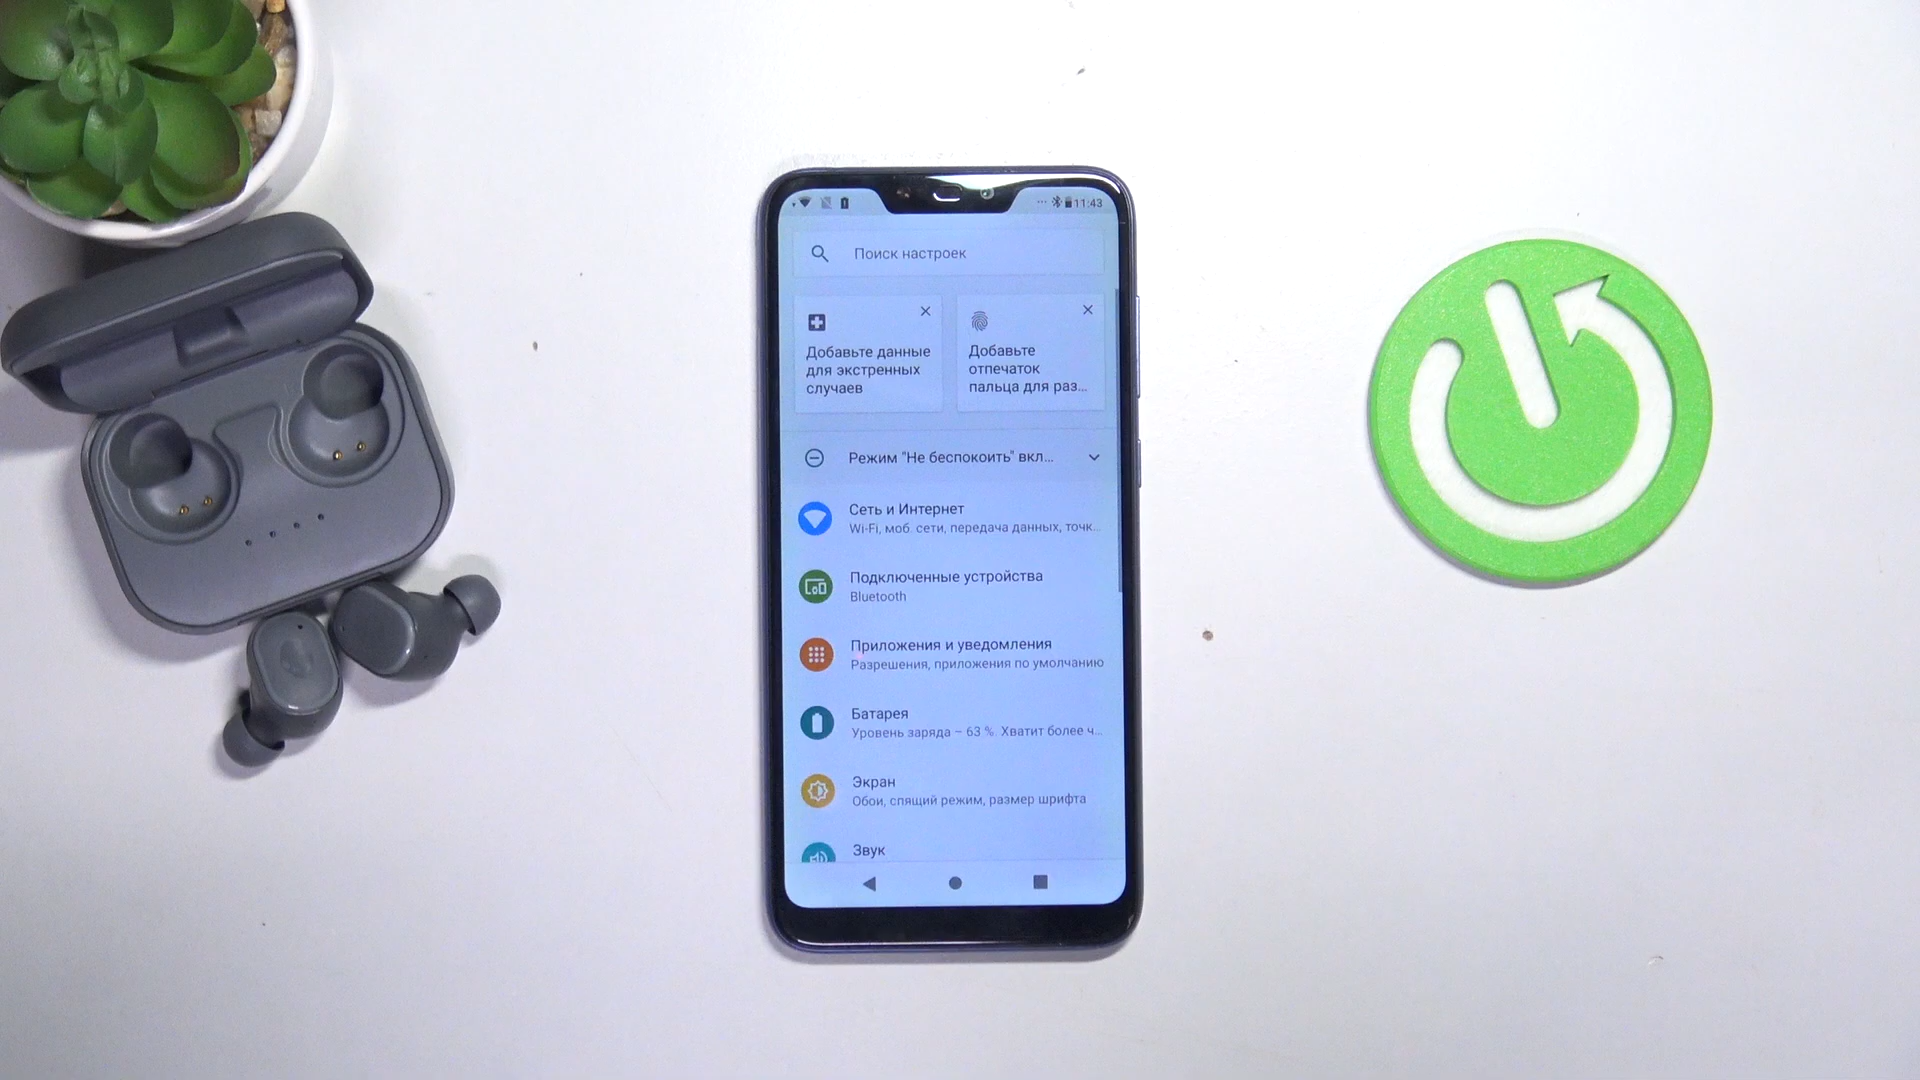 11:43
Поиск настроек
Добавьте данные
для экстренных
случаев
Добавьте
отпечаток
пальца для раз...
Режим "Не беспокоить" вкл...
Сеть и Интернет
Wi-Fi, моб. сети, передача данных, точк...
Подключенные устройства
Bluetooth
Приложения и уведомления
Разрешения, приложения по умолчанию
Батарея
Уровень заряда – 63 %. Хватит более ч...
Экран
Обои, спящий режим, размер шрифта
Звук